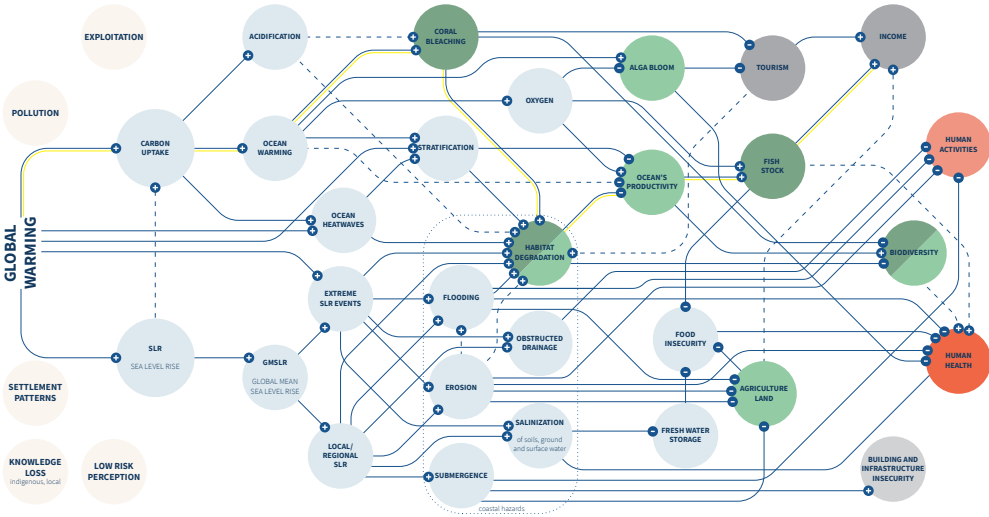 EXPLOITATION
ACIDIFICATION
CORAL
BLEACHING
INCOME
ALGA BLOOM
TOURISM
OXYGEN
POLLUTION
CARBON
UPTAKE
OCEAN
WARMING
STRATIFICATION
HUMAN
ACTIVITIES
FISH
STOCK
OCEAN'S
PRODUCTIVITY
OCEAN
HEATWAVES
GLOBAL
WARMING
HABITAT
DEGRADATION
BIODIVERSITY
EXTREME
SLR EVENTS
FLOODING
OBSTRUCTED
DRAINAGE
FOOD
INSECURITY
SLR
SEA LEVEL RISE
GMSLR
GLOBAL MEAN
SEA LEVEL RISE
HUMAN
HEALTH
SETTLEMENT
PATTERNS
EROSION
AGRICULTURE
LAND
SALINIZATION
of soils, ground
and surface water
FRESH WATER
STORAGE
LOCAL/
REGIONAL
SLR
KNOWLEDGE
LOSS
indigenous, local
LOW RISK
PERCEPTION
SUBMERGENCE
BUILDING AND
INFRASTRUCTURE
INSECURITY
coastal hazards